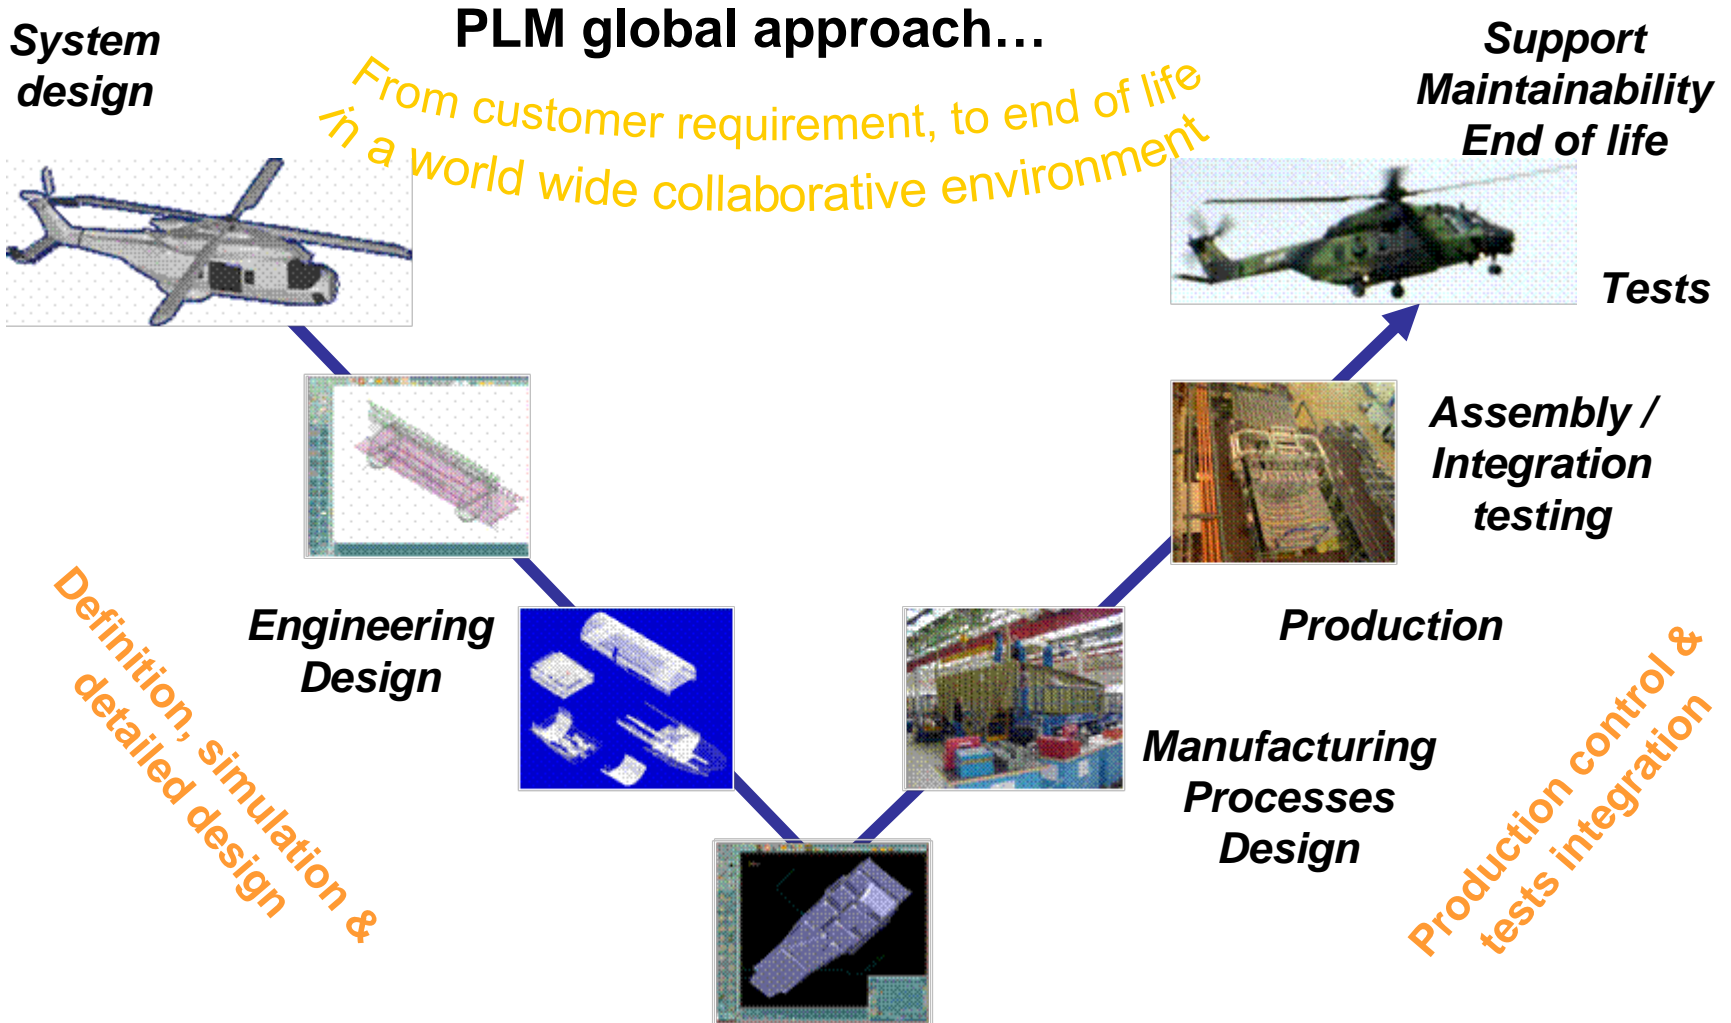 PLM global approach…
System
design
From customer requirement, to end of life
in a world wide collaborative environment
Support
Maintainability
End of life
Tests
Assembly /
Integration
testing
Engineering
Design
Production
Manufacturing
Processes
Design
Definition, simulation &
detailed design
Production control &
tests integration